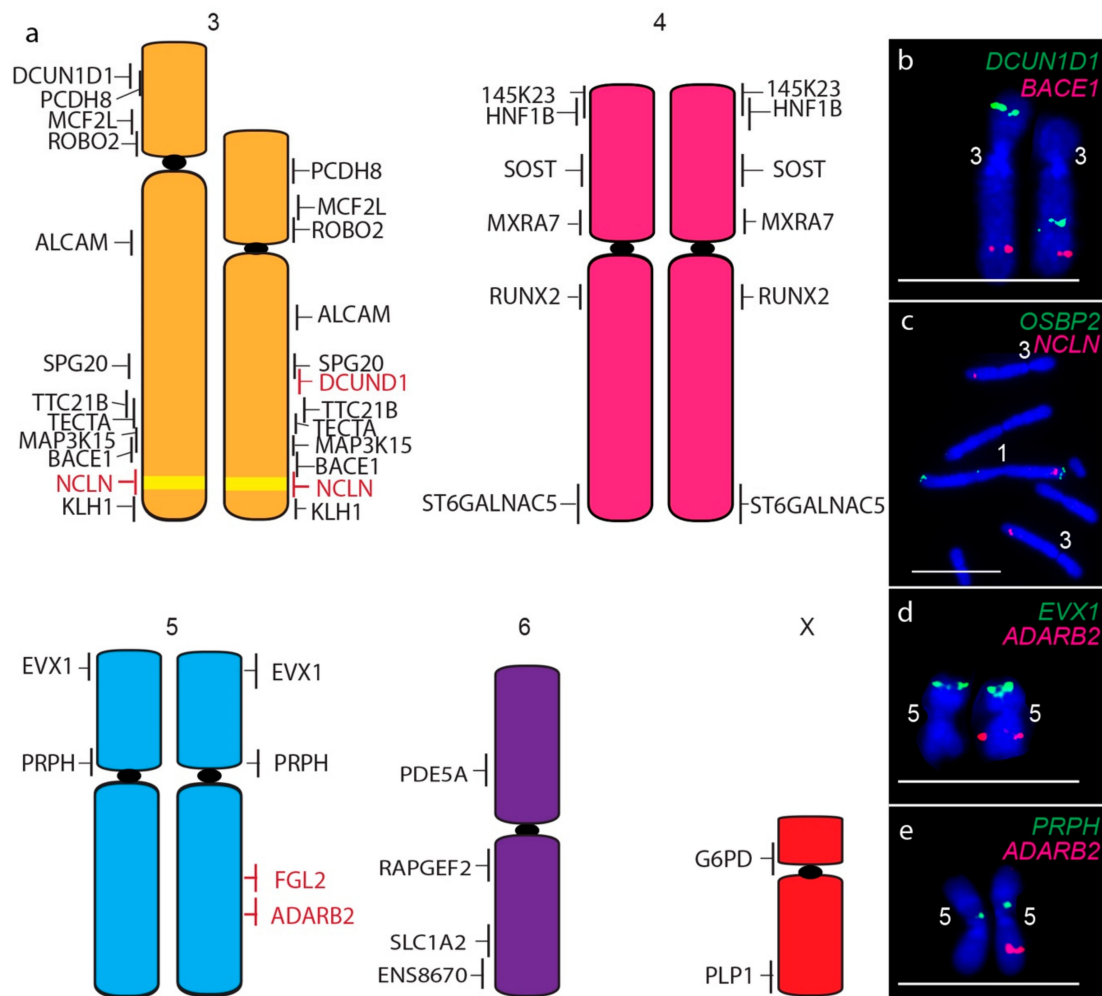 a
3
DCUN1D1
PCDH8
MCF2L
ROBO2
ALCAM
SPG20
TTC21B
TECTA
MAP3K15
BACE1
NCLN
KLH1
PCDH8
MCF2L
ROBO2
ALCAM
SPG20
DCUND1
TTC21B
TECTA
MAP3K15
BACE1
NCLN
KLH1
4
145K23
HNF1B
SOST
MXRA7
RUNX2
ST6GALNAC5
145K23
HNF1B
SOST
MXRA7
RUNX2
ST6GALNAC5
5
EVX1
PRPH
EVX1
PRPH
FGL2
ADARB2
6
PDE5A
RAPGEF2
SLC1A2
ENS8670
X
G6PD
PLP1
b
DCUN1D1
BACE1
3
3
c
OSBP2
NCLN
3
1
3
d
EVX1
ADARB2
5
5
e
PRPH
ADARB2
5
5